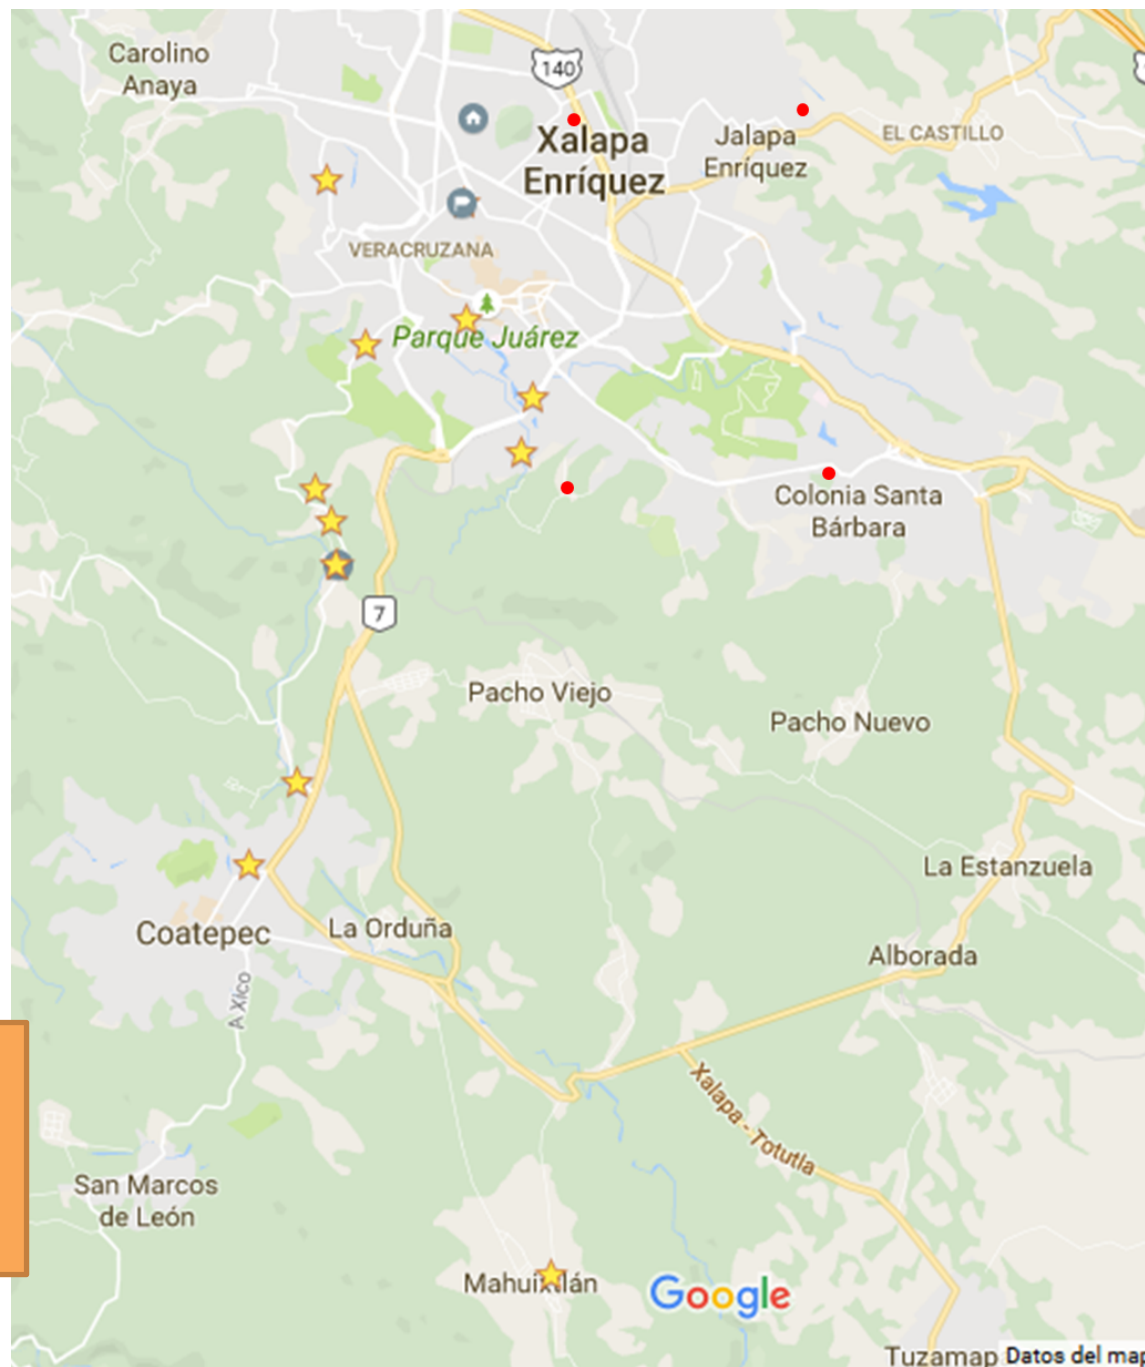 Carolino
Anaya
140
Xalapa
Enríquez
Jalapa
Enríquez
EL CASTILLO
VERACRUZANA
Parque Juárez
Colonia Santa
Bárbara
7
Pacho Viejo
Pacho Nuevo
La Estanzuela
Coatepec
La Orduña
Alborada
A Xico
Xalapa - Totutla
San Marcos
de León
Mahuixtlán
Google
Tuzamap
Datos del map